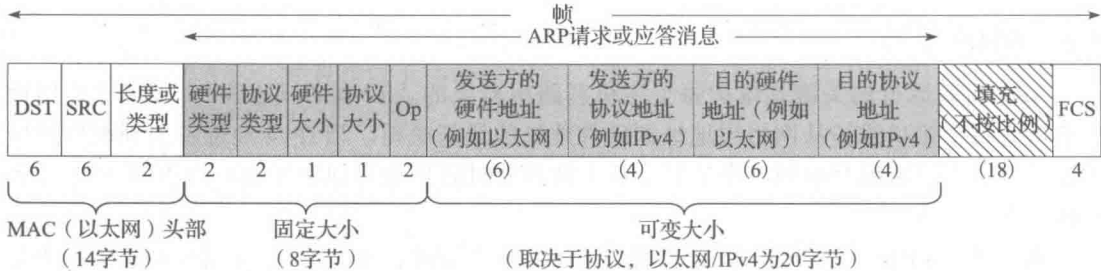 帧
ARP请求或应答消息
DST
SRC
长度或
类型
硬件
类型
协议
类型
硬件
大小
协议
大小
Op
发送方的
硬件地址
(例如以太网)
发送方的
协议地址
(例如IPv4)
目的硬件
地址(例如
以太网)
目的协议
地址
(例如IPv4)
填充
(不按比例)
FCS
6 6 2 2 2 1 1 2 (6) (4) (6) (4) (18) 4
MAC(以太网)头部
(14字节)
固定大小
(8字节)
可变大小
(取决于协议,以太网/IPv4为20字节)